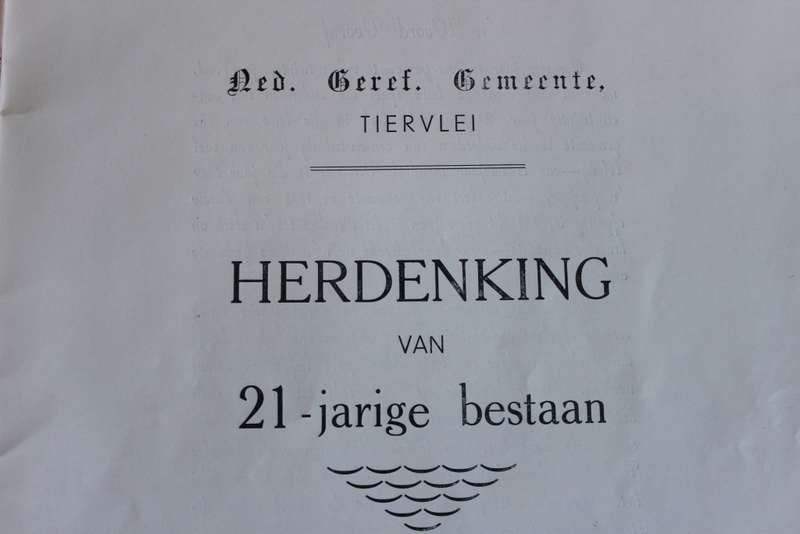 Ned. Geref. Gemeente,
TIERVLEI
HERDENKING
VAN
21-jarige bestaan